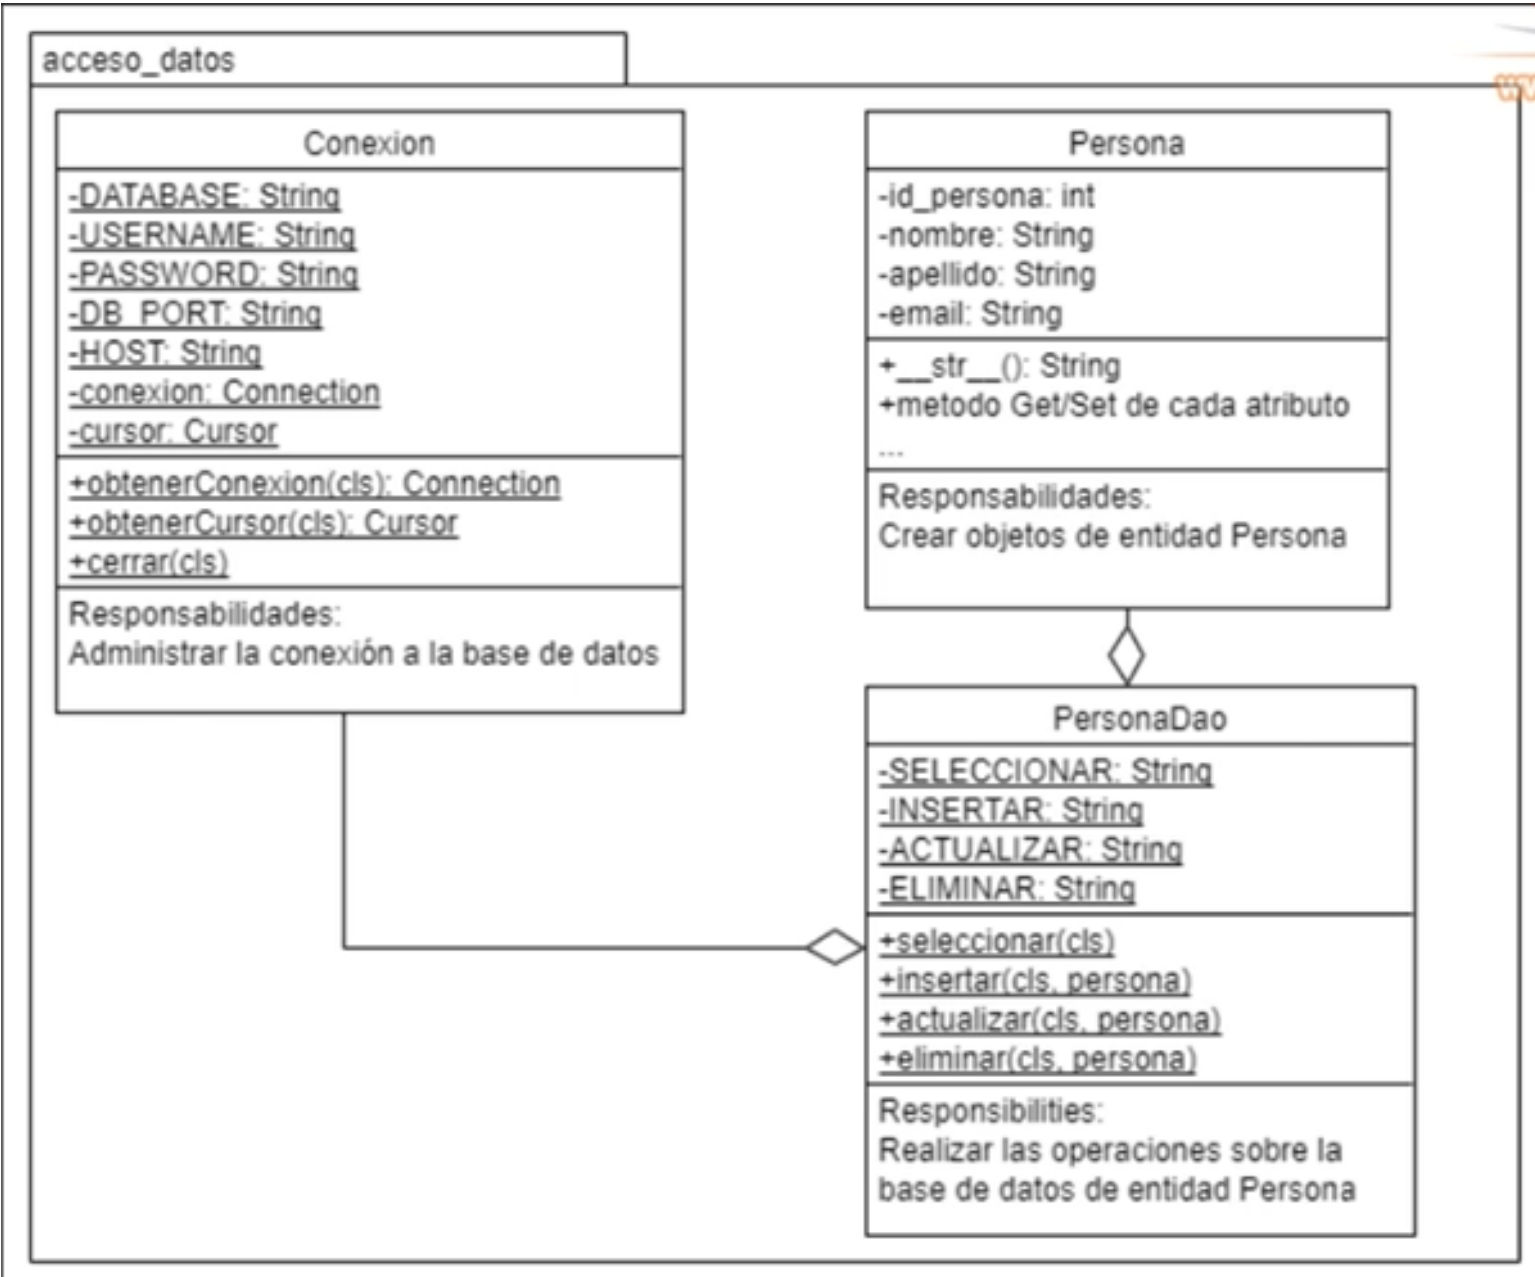 acceso_datos
Conexion
-DATABASE: String
-USERNAME: String
-PASSWORD: String
-DB_PORT: String
-HOST: String
-conexion: Connection
-cursor: Cursor
+obtenerConexion(cls): Connection
+obtenerCursor(cls): Cursor
+cerrar(cls)
Responsabilidades:
Administrar la conexión a la base de datos
Persona
-id_persona: int
-nombre: String
-apellido: String
-email: String
+__str__(): String
+metodo Get/Set de cada atributo
...
Responsabilidades:
Crear objetos de entidad Persona
PersonaDao
-SELECCIONAR: String
-INSERTAR: String
-ACTUALIZAR: String
-ELIMINAR: String
+seleccionar(cls)
+insertar(cls, persona)
+actualizar(cls, persona)
+eliminar(cls, persona)
Responsibilities:
Realizar las operaciones sobre la
base de datos de entidad Persona